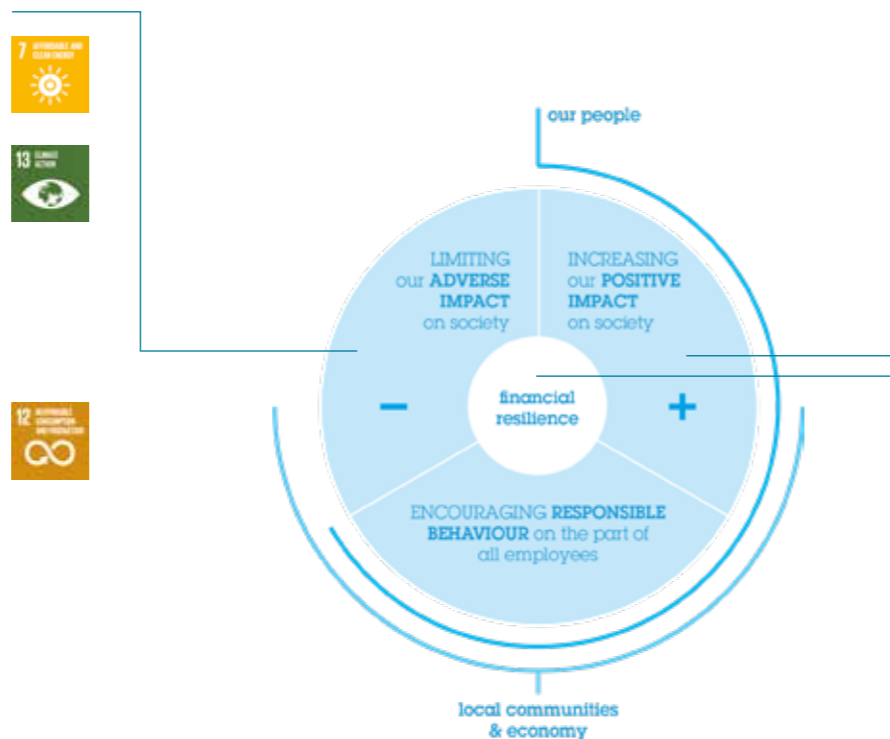 7 AFFORDABLE AND
CLEAN ENERGY
13 CLIMATE
ACTION
12 RESPONSIBLE
CONSUMPTION
AND PRODUCTION
our people
LIMITING
our ADVERSE
IMPACT
on society
INCREASING
our POSITIVE
IMPACT
on society
−
financial
resilience
+
ENCOURAGING RESPONSIBLE
BEHAVIOUR on the part of
all employees
local communities
& economy